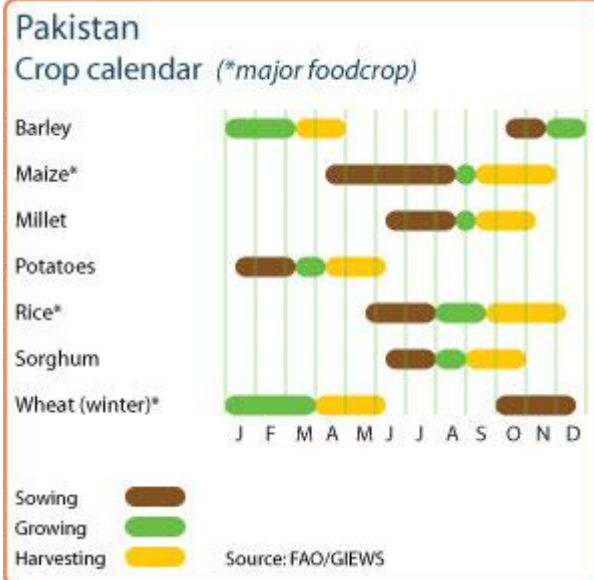 Pakistan
Crop calendar (*major foodcrop)
Barley
Maize*
Millet
Potatoes
Rice*
Sorghum
Wheat (winter)*
J F M A M J J A S O N D
Sowing
Growing
Harvesting
Source: FAO/GIEWS